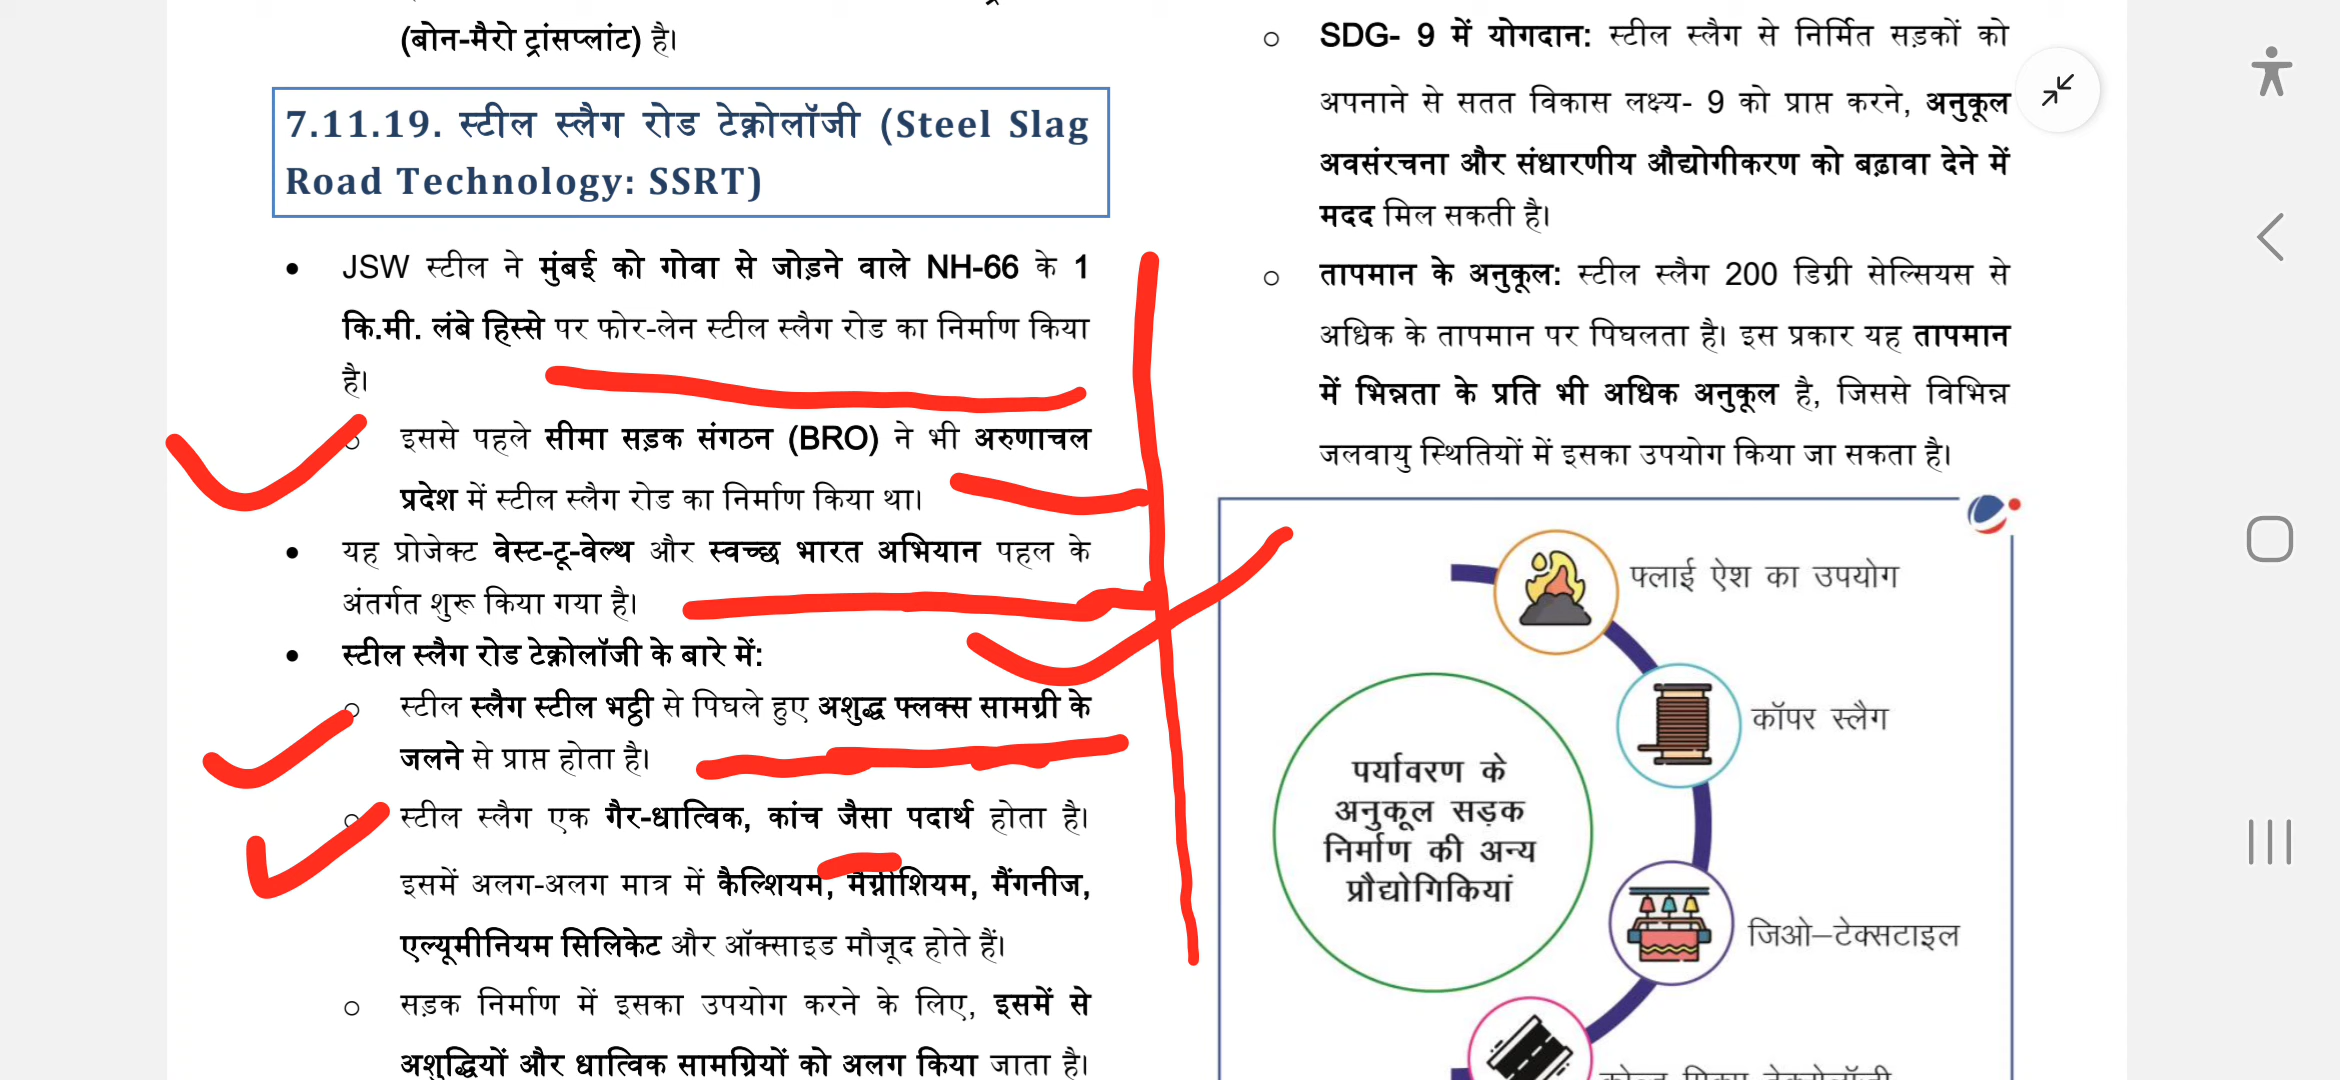 (बोन-मैरो ट्रांसप्लांट) है।
7.11.19. स्टील स्लैग रोड टेक्नोलॉजी (Steel Slag
Road Technology: SSRT)
• JSW स्टील ने मुंबई को गोवा से जोड़ने वाले NH-66 के 1
कि.मी. लंबे हिस्से पर फोर-लेन स्टील स्लैग रोड का निर्माण किया
है।
o इससे पहले सीमा सड़क संगठन (BRO) ने भी अरुणाचल
प्रदेश में स्टील स्लैग रोड का निर्माण किया था।
• यह प्रोजेक्ट वेस्ट-टू-वेल्थ और स्वच्छ भारत अभियान पहल के
अंतर्गत शुरू किया गया है।
• स्टील स्लैग रोड टेक्नोलॉजी के बारे में:
o स्टील स्लैग स्टील भट्ठी से पिघले हुए अशुद्ध फ्लक्स सामग्री के
जलने से प्राप्त होता है।
o स्टील स्लैग एक गैर-धात्विक, कांच जैसा पदार्थ होता है।
इसमें अलग-अलग मात्र में कैल्शियम, मैग्नीशियम, मैंगनीज,
एल्यूमीनियम सिलिकेट और ऑक्साइड मौजूद होते हैं।
o सड़क निर्माण में इसका उपयोग करने के लिए, इसमें से
अशुद्धियों और धात्विक सामग्रियों को अलग किया जाता है।
o SDG- 9 में योगदान: स्टील स्लैग से निर्मित सड़कों को
अपनाने से सतत विकास लक्ष्य- 9 को प्राप्त करने, अनुकूल
अवसंरचना और संधारणीय औद्योगीकरण को बढ़ावा देने में
मदद मिल सकती है।
o तापमान के अनुकूल: स्टील स्लैग 200 डिग्री सेल्सियस से
अधिक के तापमान पर पिघलता है। इस प्रकार यह तापमान
में भिन्नता के प्रति भी अधिक अनुकूल है, जिससे विभिन्न
जलवायु स्थितियों में इसका उपयोग किया जा सकता है।
फ्लाई ऐश का उपयोग
कॉपर स्लैग
पर्यावरण के
अनुकूल सड़क
निर्माण की अन्य
प्रौद्योगिकियां
जिओ–टेक्सटाइल